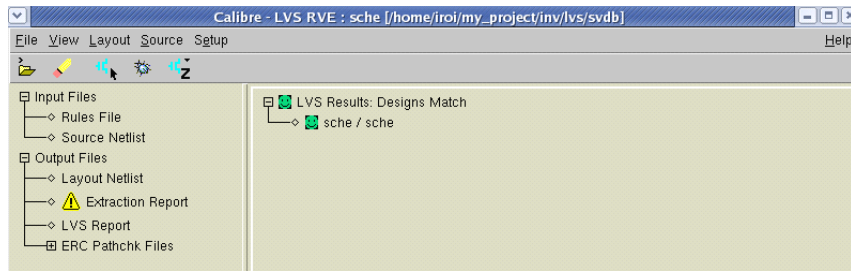 Calibre - LVS RVE : sche [/home/iroi/my_project/inv/lvs/svdb]
File View Layout Source Setup Help
Z
Input Files
Rules File
Source Netlist
Output Files
Layout Netlist
Extraction Report
LVS Report
ERC Pathchk Files
LVS Results: Designs Match
sche / sche